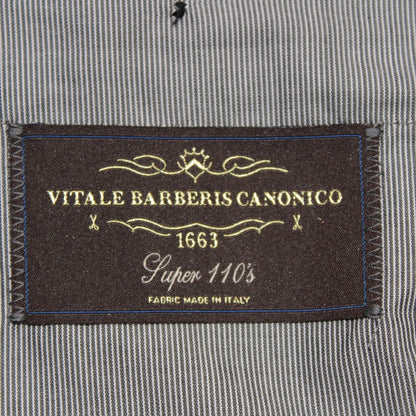 VITALE BARBERIS CANONICO
1663
Super 110's
FABRIC MADE IN ITALY